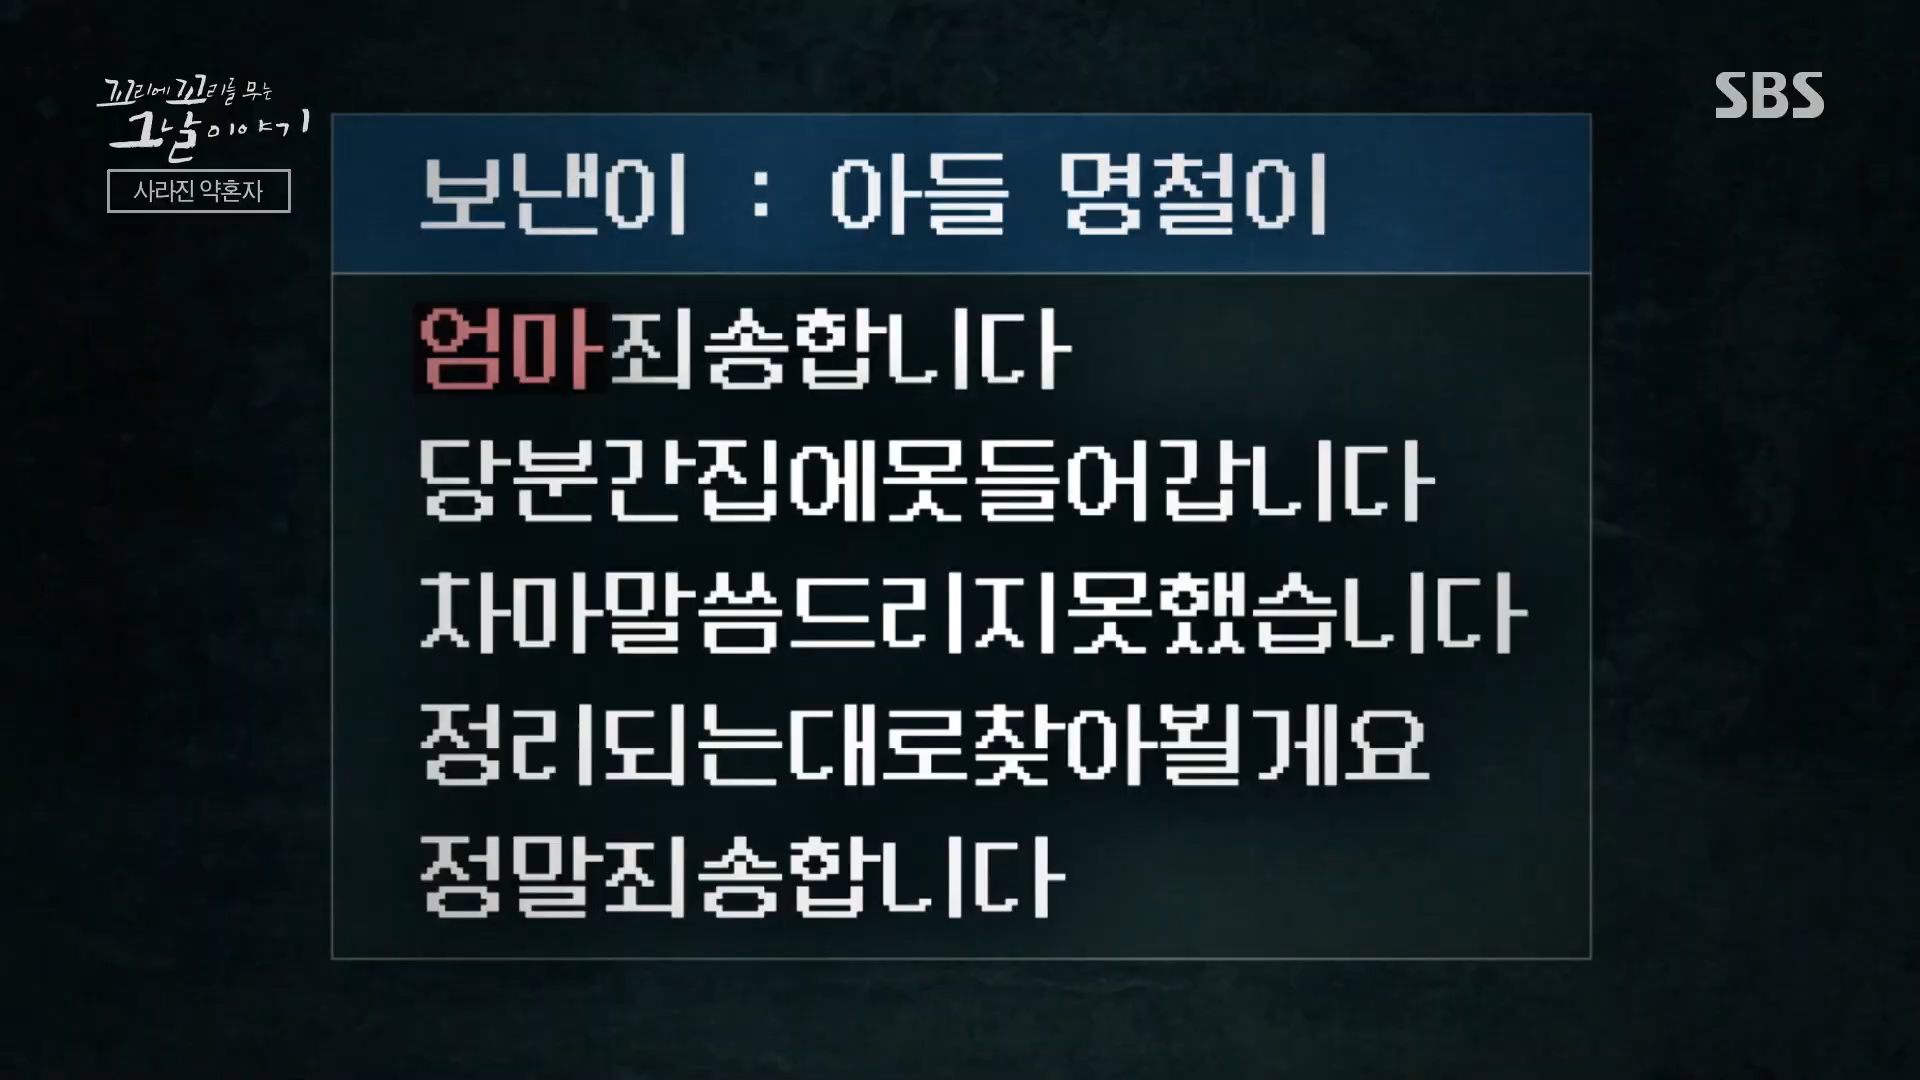 꼬리에 꼬리를 무는
그날 이야기
사라진 약혼자
SBS
보낸이 : 아들 명철이
엄마죄송합니다
당분간집에못들어갑니다
차마말씀드리지못했습니다
정리되는대로찾아뵐게요
정말죄송합니다